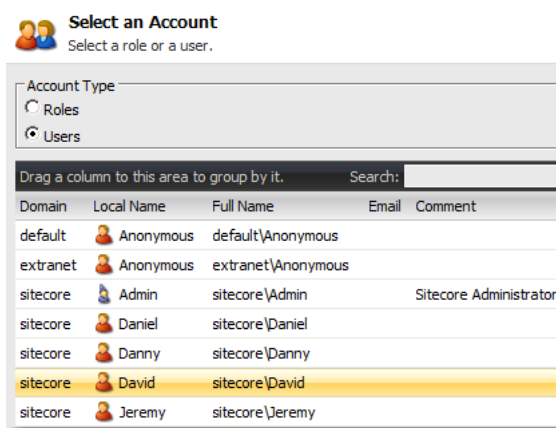 Select an Account
Select a role or a user.
Account Type
Roles
Users
Drag a column to this area to group by it. Search:
Domain Local Name Full Name Email Comment
default Anonymous default\Anonymous
extranet Anonymous extranet\Anonymous
sitecore Admin sitecore\Admin Sitecore Administrator
sitecore Daniel sitecore\Daniel
sitecore Danny sitecore\Danny
sitecore David sitecore\David
sitecore Jeremy sitecore\Jeremy